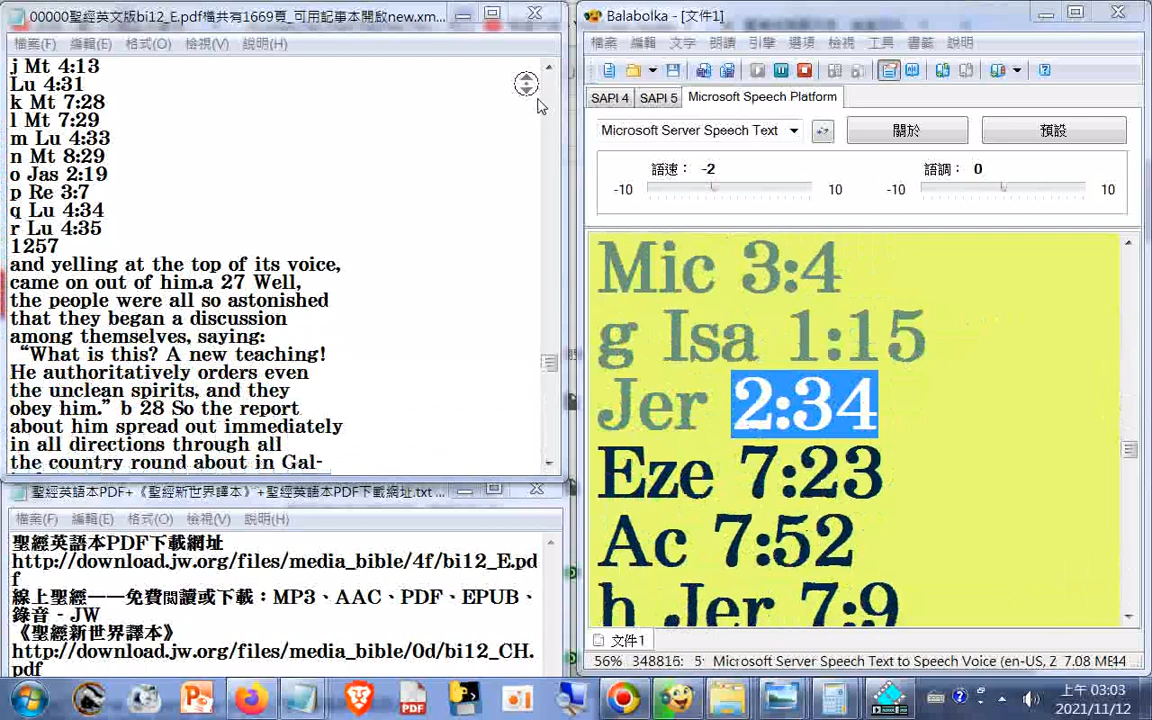 00000聖經英文版bi12_E.pdf檔共有1669頁_可用記事本開啟new.xm...
檔案(F) 編輯(E) 格式(O) 檢視(V) 說明(H)
j Mt 4:13
Lu 4:31
k Mt 7:28
l Mt 7:29
m Lu 4:33
n Mt 8:29
o Jas 2:19
p Re 3:7
q Lu 4:34
r Lu 4:35
1257
and yelling at the top of its voice,
came on out of him.a 27 Well,
the people were all so astonished
that they began a discussion
among themselves, saying:
“What is this? A new teaching!
He authoritatively orders even
the unclean spirits, and they
obey him.” b 28 So the report
about him spread out immediately
in all directions through all
the country round about in Gal-
聖經英語本PDF+《聖經新世界譯本》+聖經英語本PDF下載網址.txt ...
檔案(F) 編輯(E) 格式(O) 檢視(V) 說明(H)
聖經英語本PDF下載網址
http://download.jw.org/files/media_bible/4f/bi12_E.pd
f
線上聖經——免費閱讀或下載：MP3、AAC、PDF、EPUB、
錄音 - JW
《聖經新世界譯本》
http://download.jw.org/files/media_bible/0d/bi12_CH.
pdf
Balabolka - [文件1]
檔案 編輯 文字 朗讀 引擎 選項 檢視 工具 書籤 說明
SAPI 4 SAPI 5 Microsoft Speech Platform
Microsoft Server Speech Text 關於 預設
語速： -2 語調： 0
-10 10 -10 10
Mic 3:4
g Isa 1:15
Jer 2:34
Eze 7:23
Ac 7:52
h Jer 7:9
文件1
56% 348816: 5 Microsoft Server Speech Text to Speech Voice (en-US, Z 7.08 ME44
PDF
上午 03:03
2021/11/12